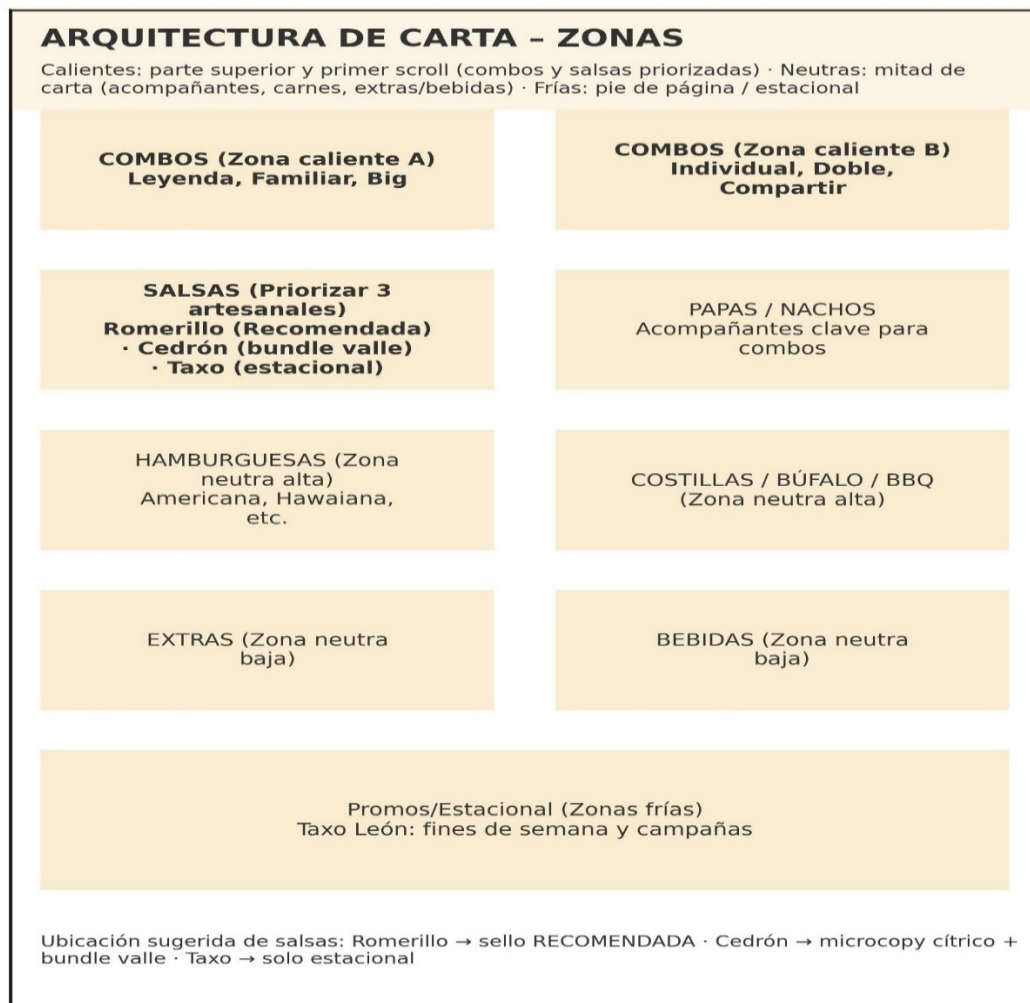 ARQUITECTURA DE CARTA – ZONAS
Calientes: parte superior y primer scroll (combos y salsas priorizadas) · Neutras: mitad de
carta (acompañantes, carnes, extras/bebidas) · Frías: pie de página / estacional
COMBOS (Zona caliente A)
Leyenda, Familiar, Big
COMBOS (Zona caliente B)
Individual, Doble,
Compartir
SALSAS (Priorizar 3
artesanales)
Romerillo (Recomendada)
· Cedrón (bundle valle)
· Taxo (estacional)
PAPAS / NACHOS
Acompañantes clave para
combos
HAMBURGUESAS (Zona
neutra alta)
Americana, Hawaiana,
etc.
COSTILLAS / BÚFALO / BBQ
(Zona neutra alta)
EXTRAS (Zona neutra
baja)
BEBIDAS (Zona neutra
baja)
Promos/Estacional (Zonas frías)
Taxo León: fines de semana y campañas
Ubicación sugerida de salsas: Romerillo → sello RECOMENDADA · Cedrón → microcopy cítrico +
bundle valle · Taxo → solo estacional